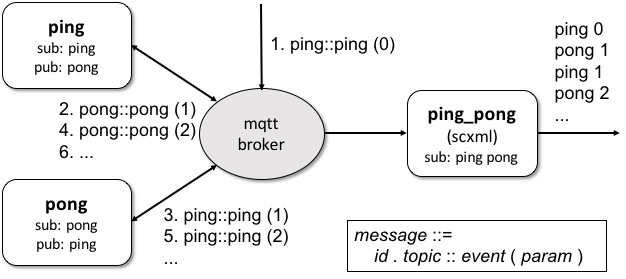 ping
sub: ping
pub: pong
1. ping::ping (0)
2. pong::pong (1)
4. pong::pong (2)
6. ...
mqtt
broker
ping_pong
(scxml)
sub: ping pong
ping 0
pong 1
ping 1
pong 2
...
pong
sub: pong
pub: ping
3. ping::ping (1)
5. ping::ping (2)
...
message ::=
id . topic :: event ( param )